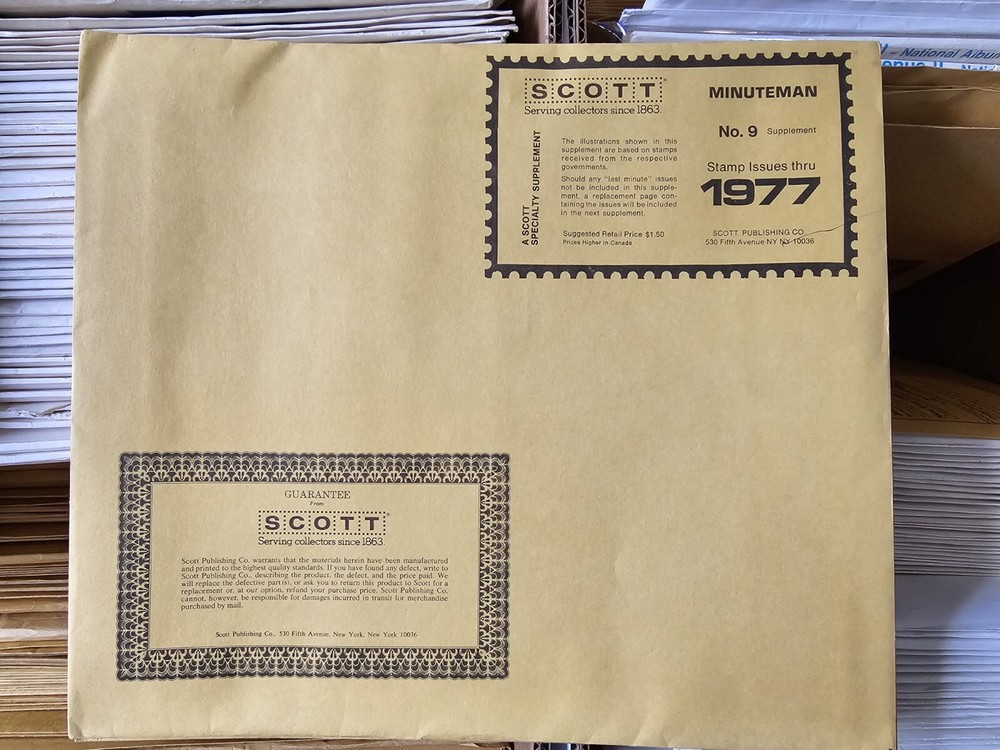 - National Album
SCOTT®
Serving collectors since 1863.
A SCOTT
SPECIALTY SUPPLEMENT
The illustrations shown in this
supplement are based on stamps
received from the respective
governments.
Should any "last minute" issues
not be included in this supple-
ment, a replacement page con-
taining the issues will be included
in the next supplement.
Suggested Retail Price $1.50
Prices Higher in Canada
MINUTEMAN
No. 9 Supplement
Stamp Issues thru
1977
SCOTT PUBLISHING CO.
530 Fifth Avenue NY NY 10036
GUARANTEE
From
SCOTT®
Serving collectors since 1863.
Scott Publishing Co. warrants that the materials herein have been manufactured
and printed to the highest quality standards. If you have found any defect, write to
Scott Publishing Co., describing the product, the defect, and the price paid. We
will replace the defective part(s), or ask you to return this product to Scott for a
replacement or, at our option, refund your purchase price. Scott Publishing Co.
cannot, however, be responsible for damages incurred in transit for merchandise
purchased by mail.
Scott Publishing Co., 530 Fifth Avenue, New York, New York 10036